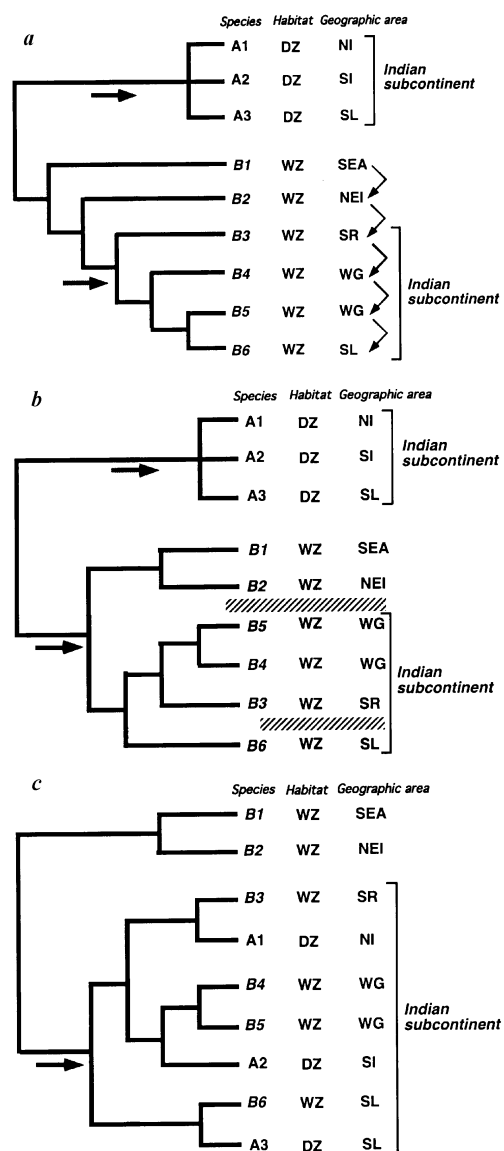 a
Species Habitat Geographic area
A1 DZ NI
A2 DZ SI
A3 DZ SL
Indian
subcontinent
B1 WZ SEA
B2 WZ NEI
B3 WZ SR
B4 WZ WG
B5 WZ WG
B6 WZ SL
Indian
subcontinent
b
Species Habitat Geographic area
A1 DZ NI
A2 DZ SI
A3 DZ SL
Indian
subcontinent
B1 WZ SEA
B2 WZ NEI
B5 WZ WG
B4 WZ WG
B3 WZ SR
B6 WZ SL
Indian
subcontinent
c
Species Habitat Geographic area
B1 WZ SEA
B2 WZ NEI
B3 WZ SR
A1 DZ NI
B4 WZ WG
B5 WZ WG
A2 DZ SI
B6 WZ SL
A3 DZ SL
Indian
subcontinent